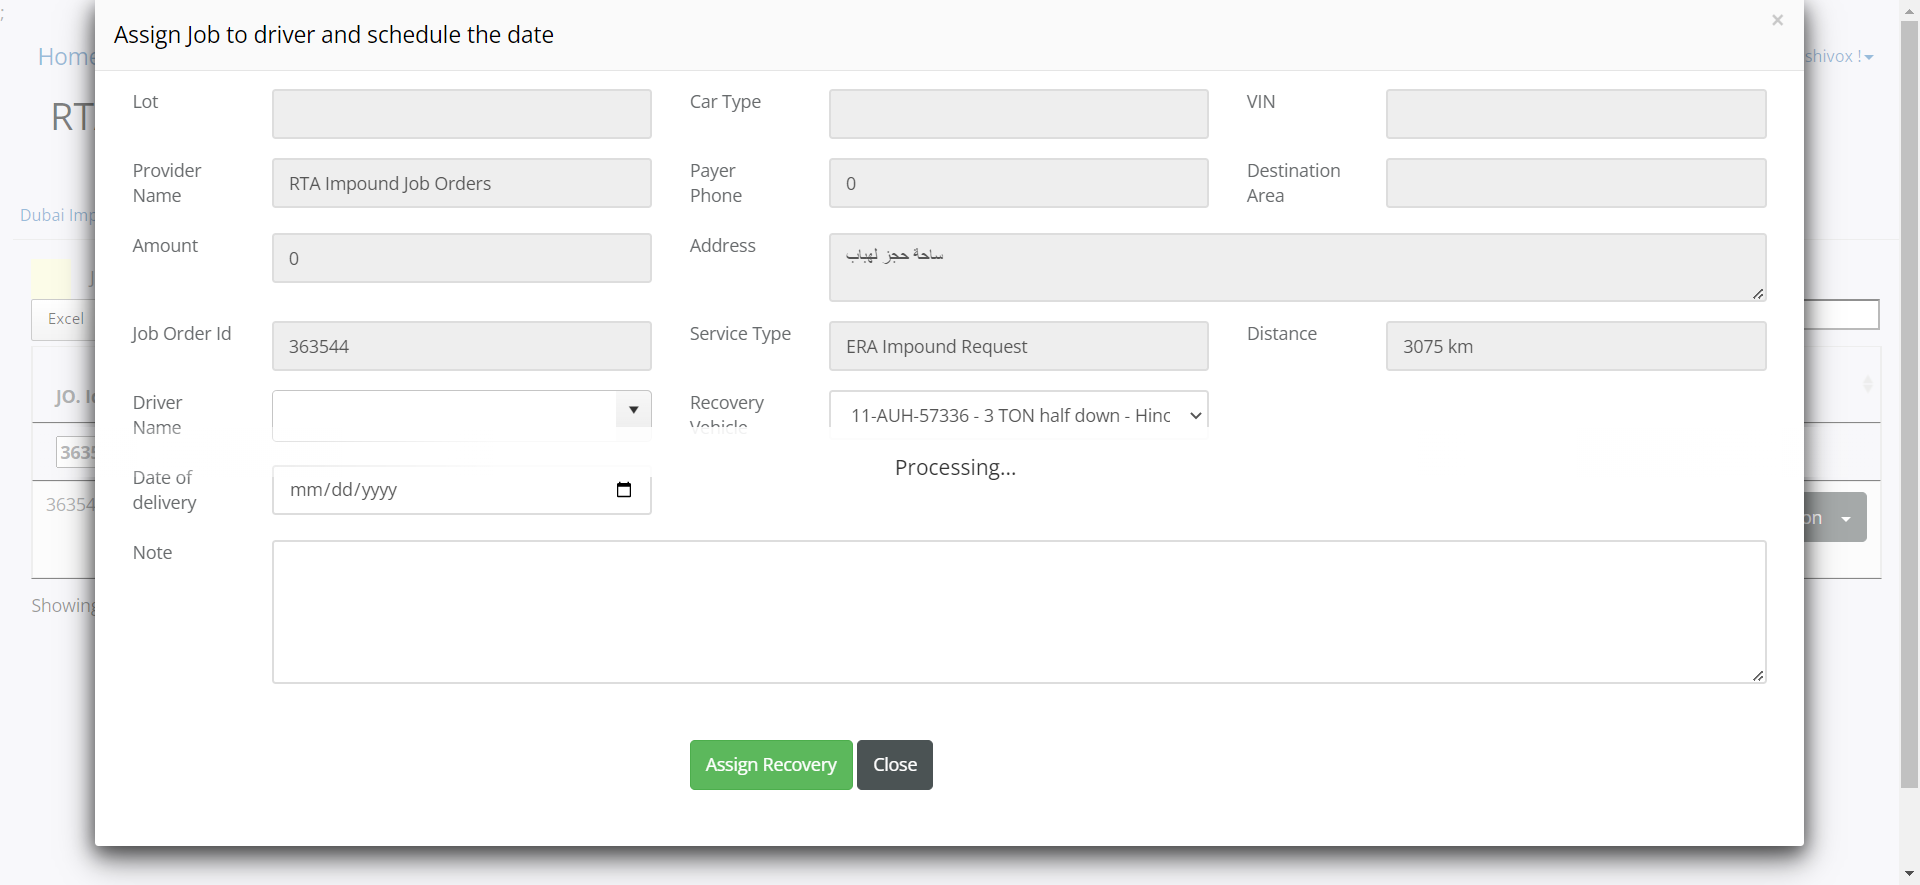 ;
Assign Job to driver and schedule the date
×
Home
shivox !
RT
Lot
Car Type
VIN
Provider Name
RTA Impound Job Orders
Payer Phone
0
Destination Area
Dubai Imp
Amount
0
Address
ساحة حجز لهباب
Excel
Job Order Id
363544
Service Type
ERA Impound Request
Distance
3075 km
JO.
Driver Name
Recovery Vehicle
11-AUH-57336 - 3 TON half down - Hinc
3635
Processing...
Date of delivery
mm/dd/yyyy
36354
on
Note
Showing
Assign Recovery
Close